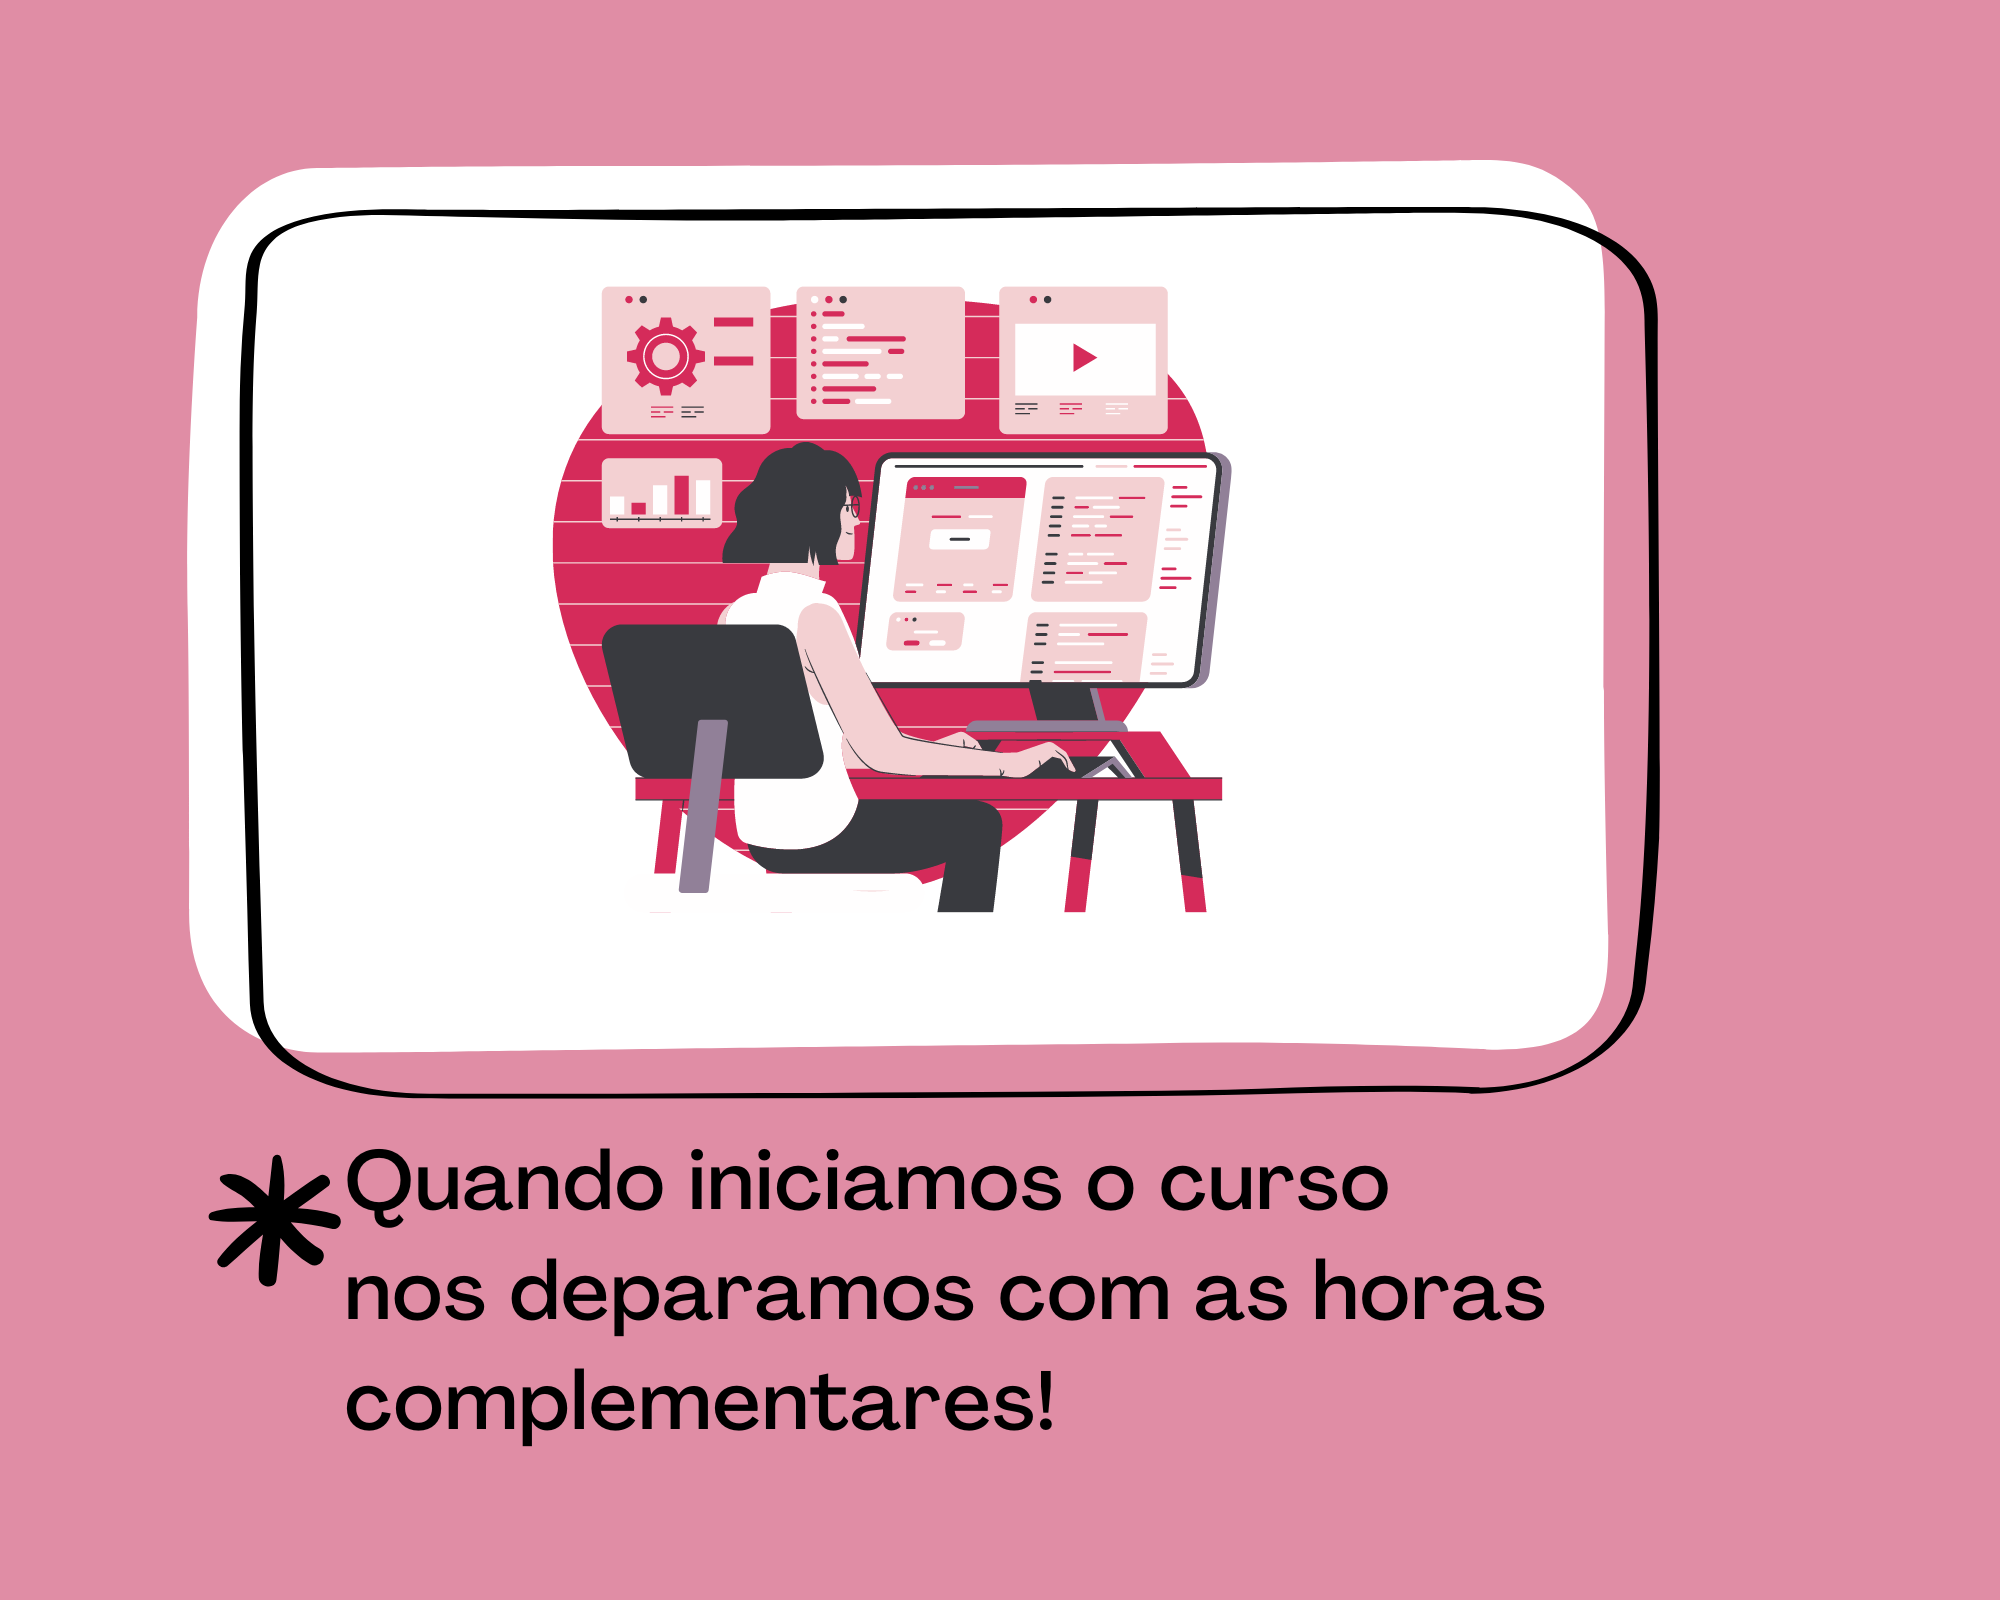 Quando iniciamos o curso
nos deparamos com as horas
complementares!